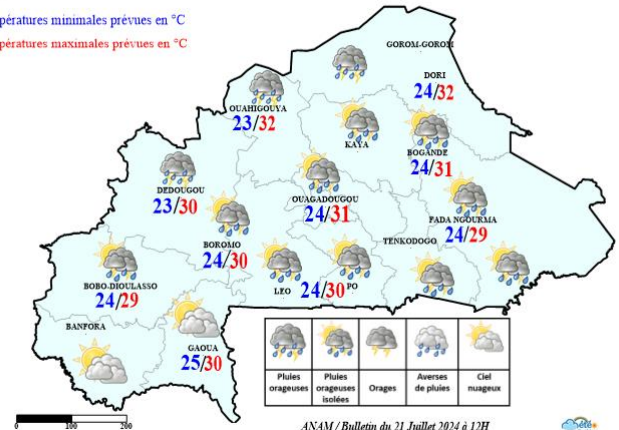 pératures minimales prévues en °C
pératures maximales prévues en °C
GOROM-GOROM
DORI
24/32
OUAHIGOUYA
23/32
KAYA
BOGANDE
24/31
DEDOUGOU
23/30
OUAGADOUGOU
24/31
FADA NGOURMA
24/29
BOROMO
24/30
TENKODOGO
BOBO-DIOULASSO
24/29
LEO
24/30
PO
BANFORA
GAOUA
25/30
Pluies orageuses
Pluies orageuses isolées
Orages
Averses de pluies
Ciel nuageux
0 100 200
ANAM / Bulletin du 21 Juillet 2024 à 12H
été